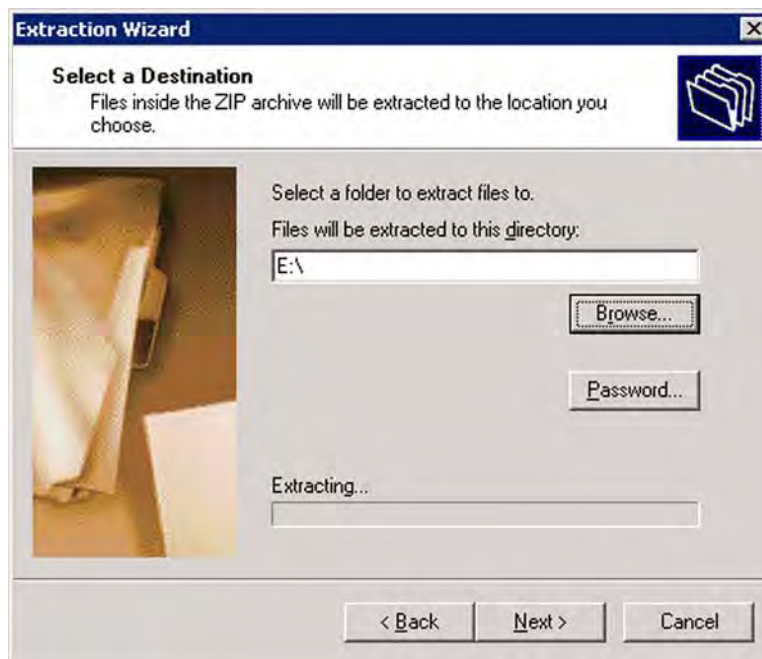 Extraction Wizard
Select a Destination
Files inside the ZIP archive will be extracted to the location you
choose.
Select a folder to extract files to.
Files will be extracted to this directory:
E:\
Browse...
Password...
Extracting...
< Back Next > Cancel